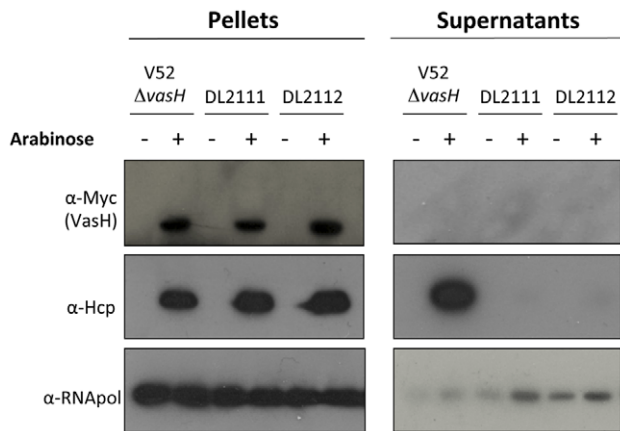 Pellets Supernatants
V52 V52
ΔvasH DL2111 DL2112 ΔvasH DL2111 DL2112
Arabinose - + - + - + - + - + - +
α-Myc
(VasH)
α-Hcp
α-RNApol